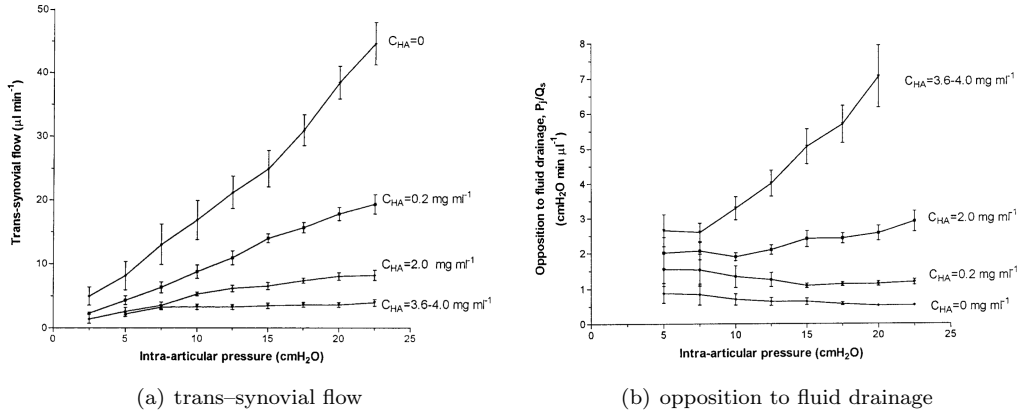 Trans-synovial flow (µl min⁻¹)
50
40
30
20
10
0
0 5 10 15 20 25
Intra-articular pressure (cmH₂O)
C_HA=0
C_HA=0.2 mg ml⁻¹
C_HA=2.0 mg ml⁻¹
C_HA=3.6-4.0 mg ml⁻¹
(a) trans–synovial flow
Opposition to fluid drainage, Pⱼ/Qₛ
(cmH₂O min µl⁻¹)
8
7
6
5
4
3
2
1
0
0 5 10 15 20 25
Intra-articular pressure (cmH₂O)
C_HA=3.6-4.0 mg ml⁻¹
C_HA=2.0 mg ml⁻¹
C_HA=0.2 mg ml⁻¹
C_HA=0 mg ml⁻¹
(b) opposition to fluid drainage